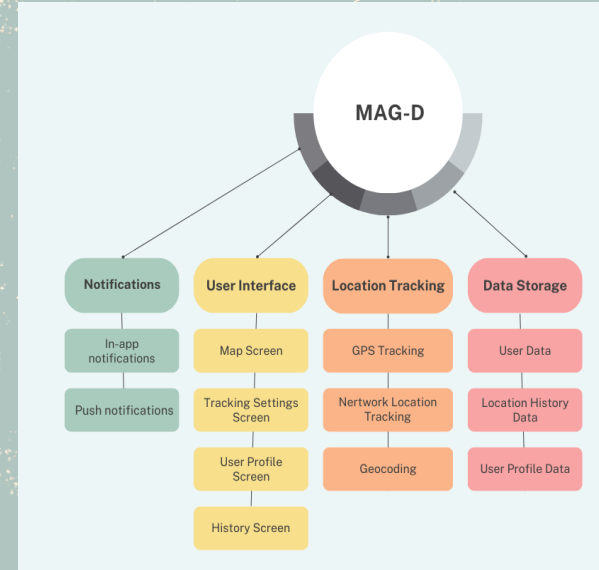 MAG-D
Notifications
User Interface
Location Tracking
Data Storage
In-app
notifications
Push notifications
Map Screen
Tracking Settings
Screen
User Profile
Screen
History Screen
GPS Tracking
Nertwork Location
Tracking
Geocoding
User Data
Location History
Data
User Profile Data